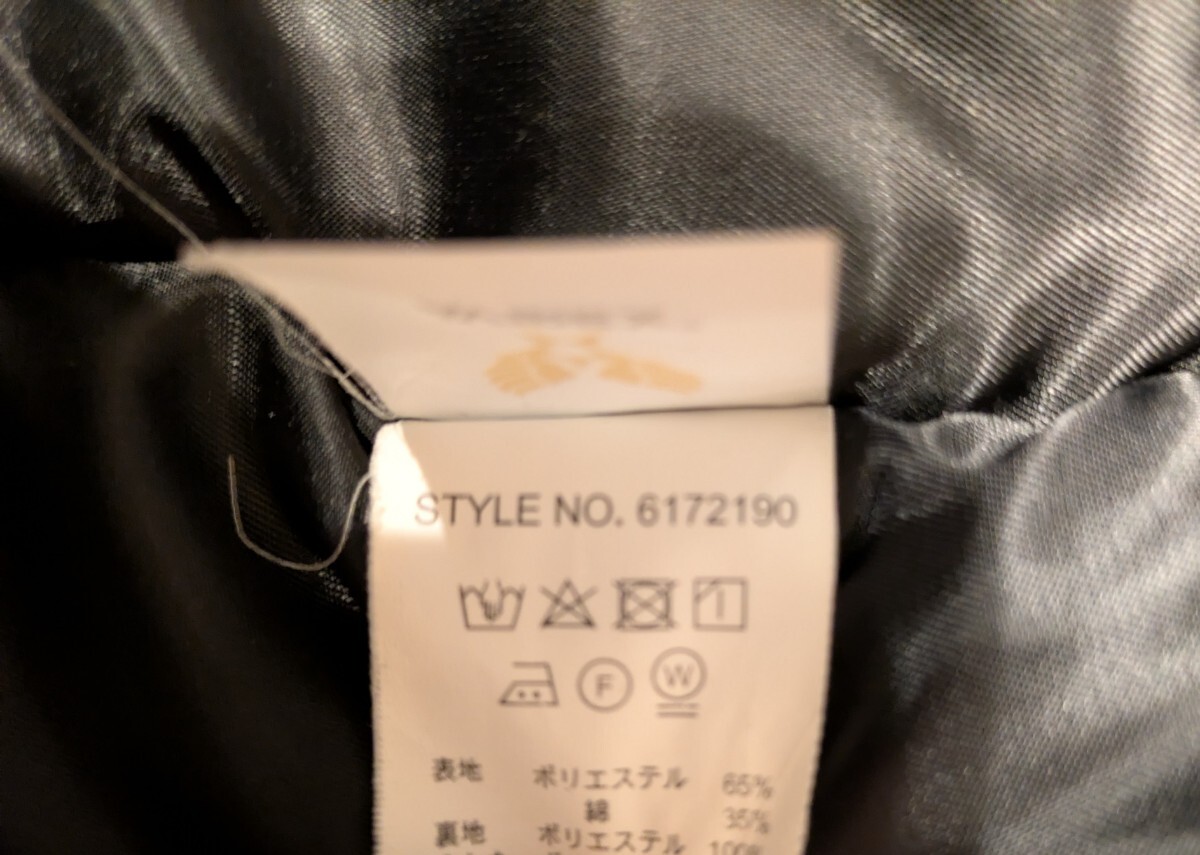 STYLE NO. 6172190
F W
表地 ポリエステル 65%
綿 35%
裏地 ポリエステル 100%